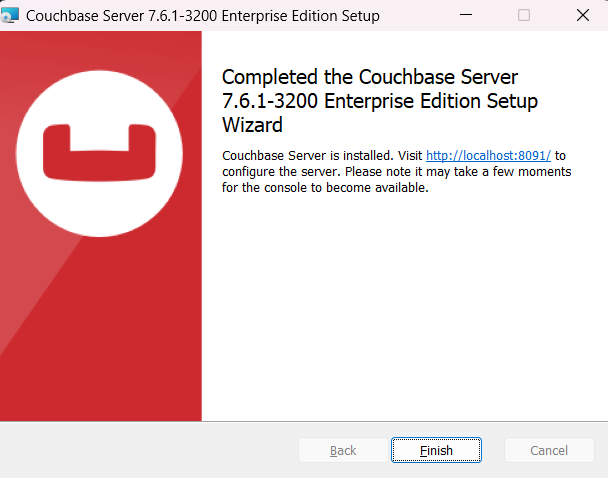 Couchbase Server 7.6.1-3200 Enterprise Edition Setup
Completed the Couchbase Server
7.6.1-3200 Enterprise Edition Setup
Wizard
Couchbase Server is installed. Visit http://localhost:8091/ to
configure the server. Please note it may take a few moments
for the console to become available.
Back
Finish
Cancel